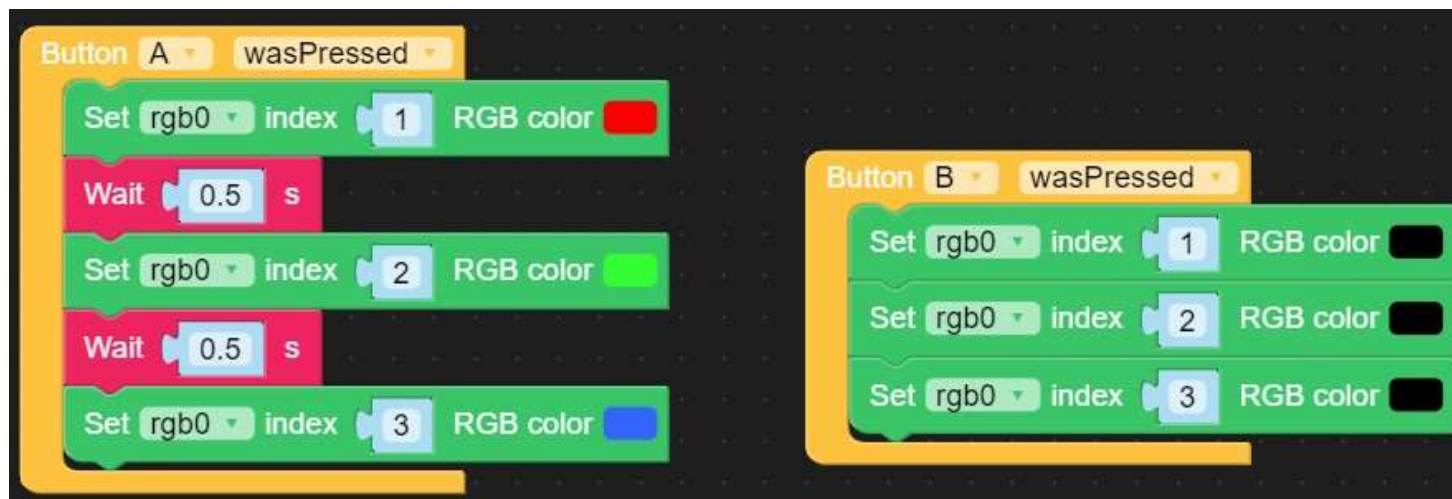 Button A wasPressed
Set rgb0 index 1 RGB color
Wait 0.5 s
Set rgb0 index 2 RGB color
Wait 0.5 s
Set rgb0 index 3 RGB color
Button B wasPressed
Set rgb0 index 1 RGB color
Set rgb0 index 2 RGB color
Set rgb0 index 3 RGB color